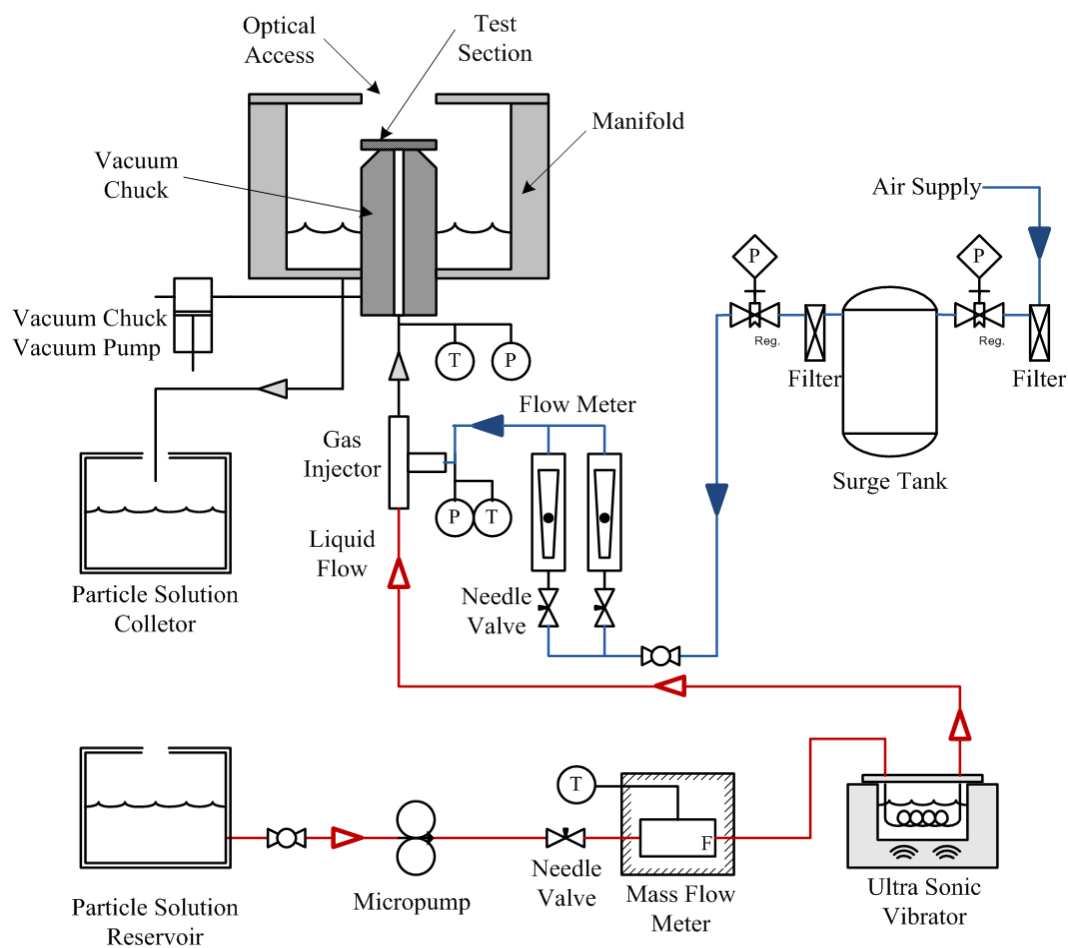 Optical
Access
Test
Section
Manifold
Vacuum
Chuck
Air Supply
P
P
Reg.
Reg.
Vacuum Chuck
Vacuum Pump
T
P
Filter
Filter
Flow Meter
Gas
Injector
Surge Tank
P
T
Liquid
Flow
Particle Solution
Colletor
Needle
Valve
T
F
Needle
Valve
Micropump
Mass Flow
Meter
Ultra Sonic
Vibrator
Particle Solution
Reservoir